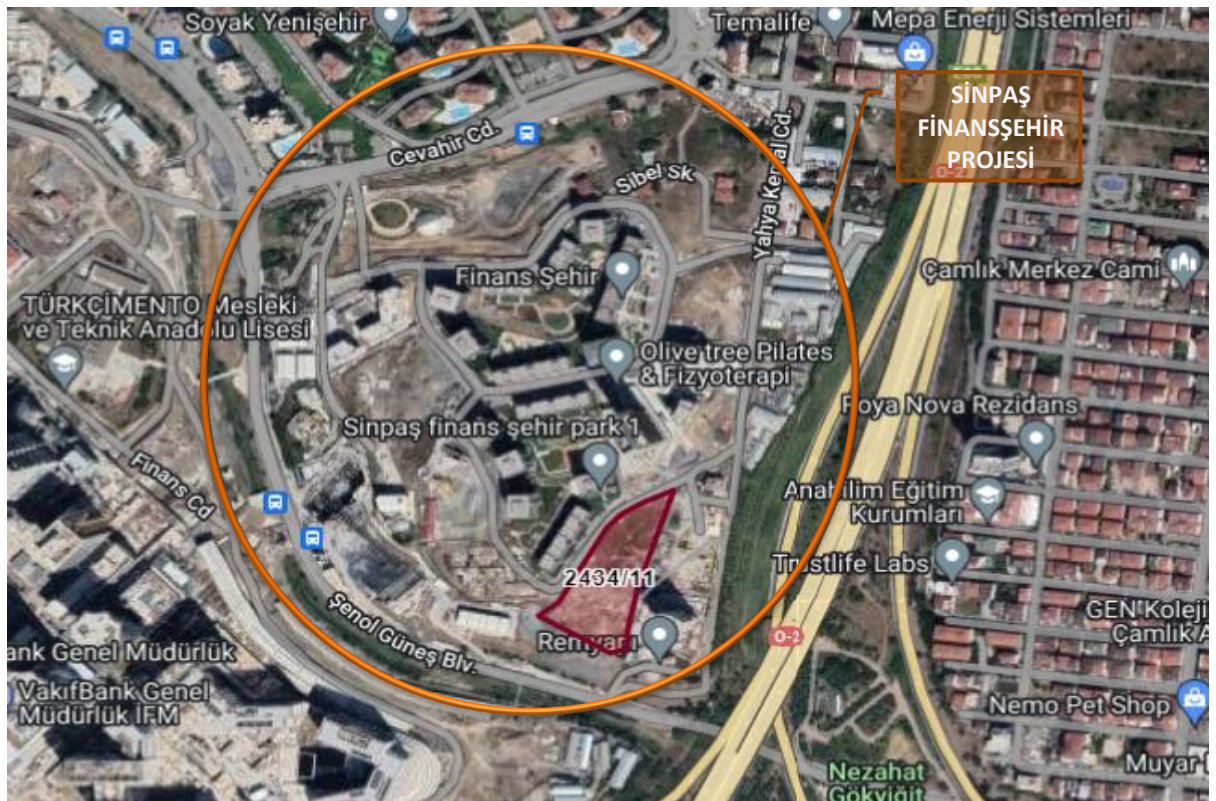 Soyak Yenişehir
Temalife
Mepa Enerji Sistemleri
SİNPAŞ
FİNANSŞEHİR
PROJESİ
O-2
Cevahir Cd.
Sibel Sk.
Yahya Kemal Cd.
Finans Şehir
Çamlık Merkez Cami
TÜRKÇİMENTO Mesleki
ve Teknik Anadolu Lisesi
Olive tree Pilates
& Fizyoterapi
Sinpaş finans şehir park 1
Roya Nova Rezidans
Finans Cd
Anabilim Eğitim
Kurumları
Trustlife Labs
2434/11
Şenol Güneş Blv.
Remyapı
O-2
GEN Koleji
Çamlık A
ank Genel Müdürlük
VakıfBank Genel
Müdürlük IFM
Nemo Pet Shop
Muyar
Nezahat
Gökyiğit